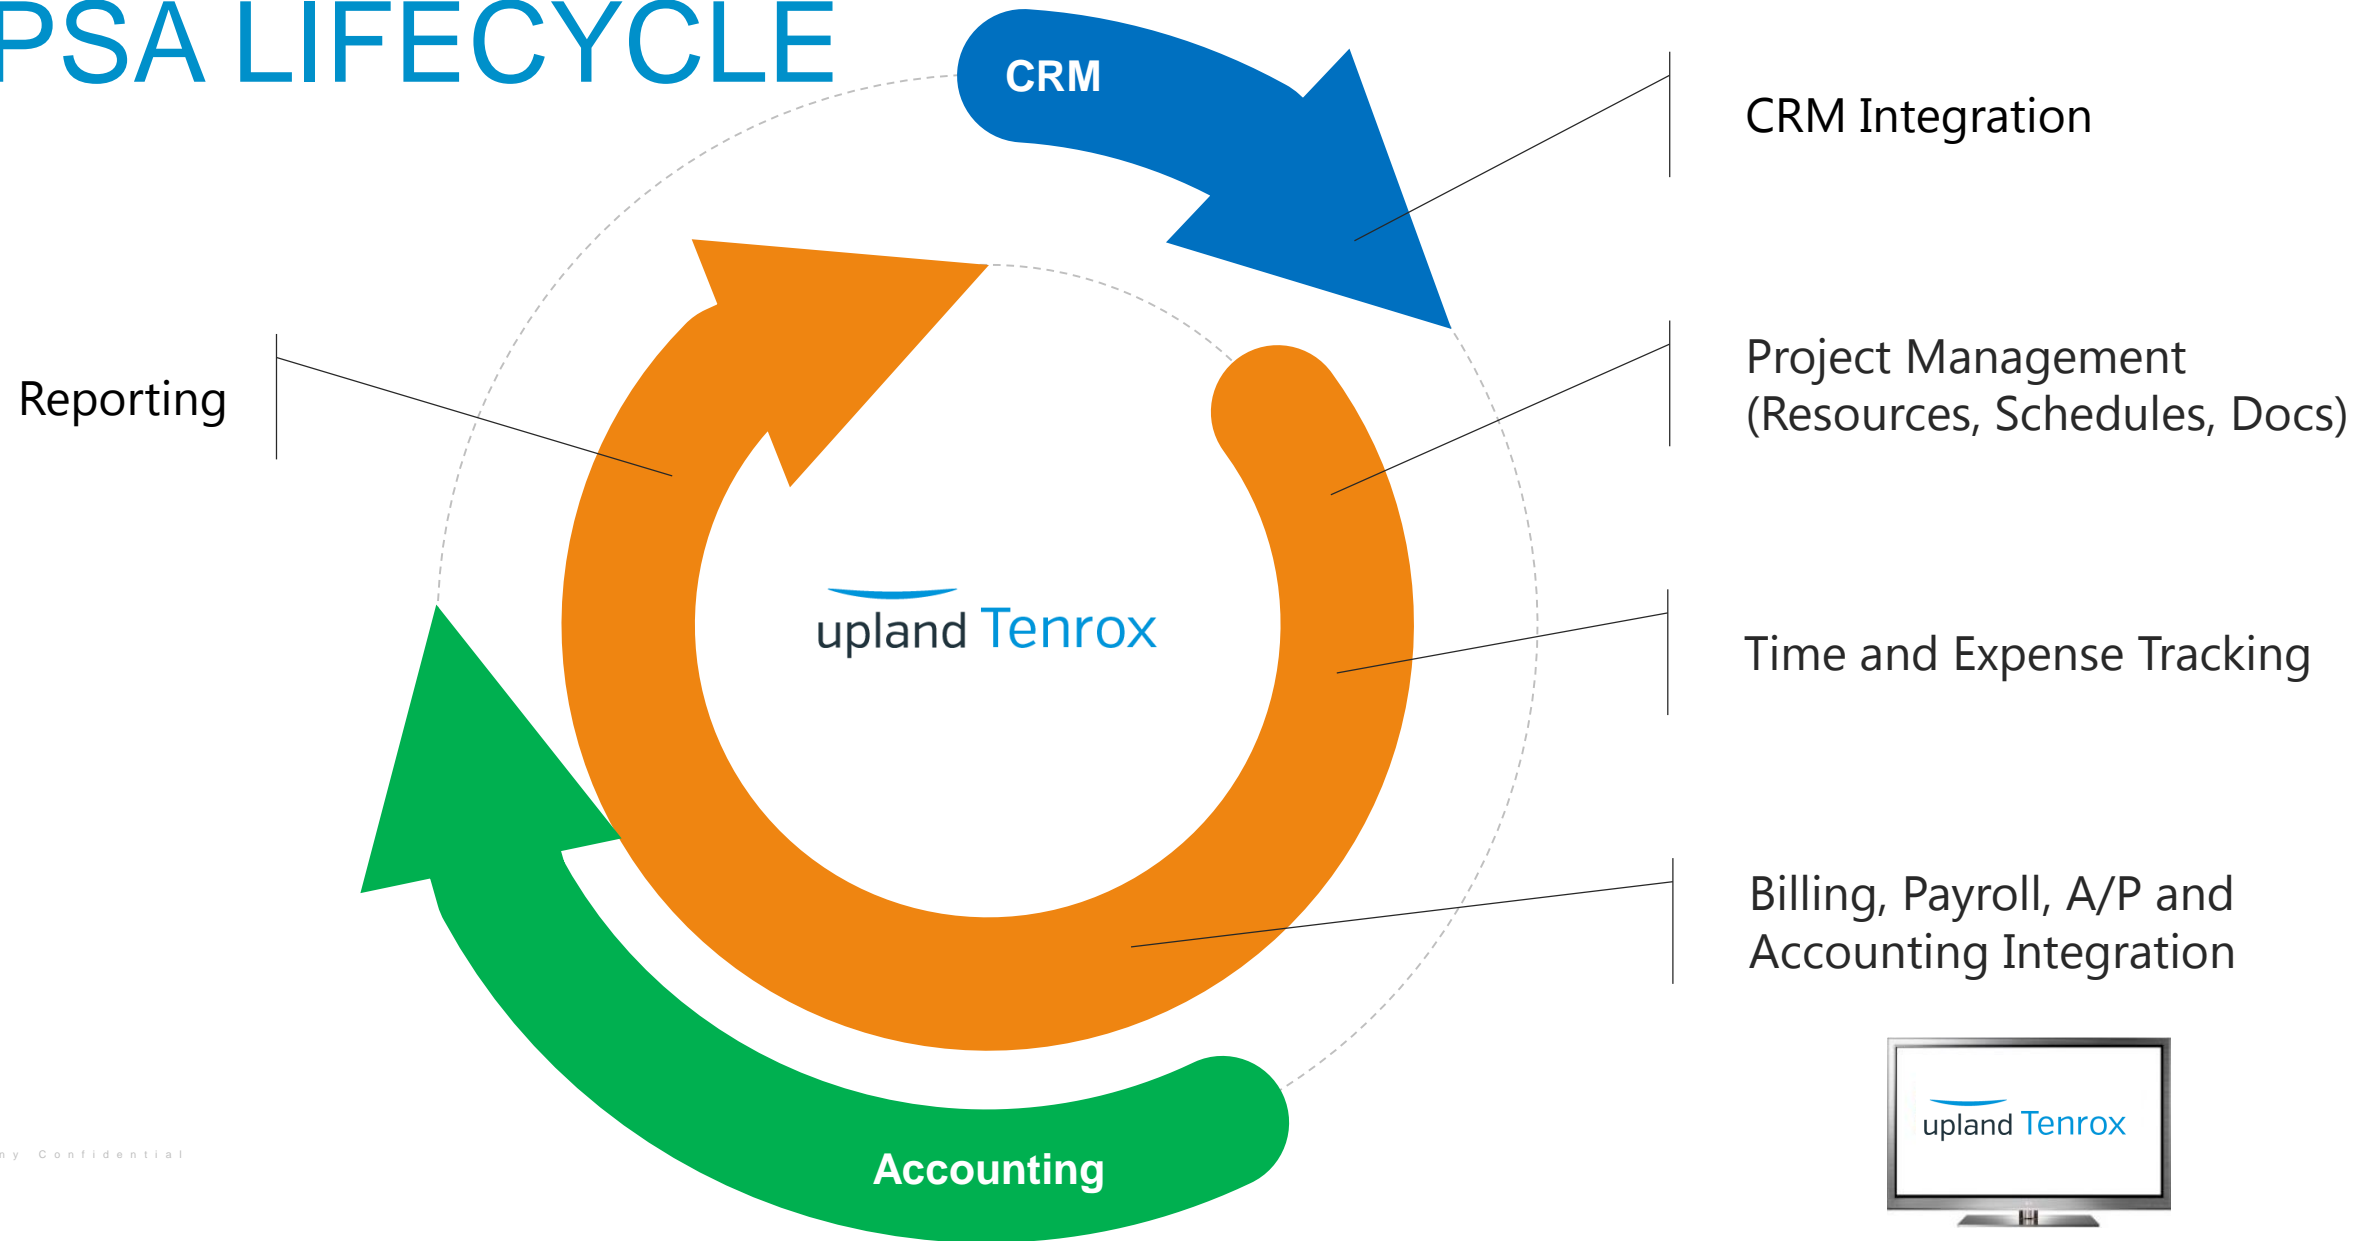 PSA LIFECYCLE
CRM
CRM Integration
Project Management
(Resources, Schedules, Docs)
Reporting
upland Tenrox
Time and Expense Tracking
Billing, Payroll, A/P and
Accounting Integration
upland Tenrox
Accounting
Confidential